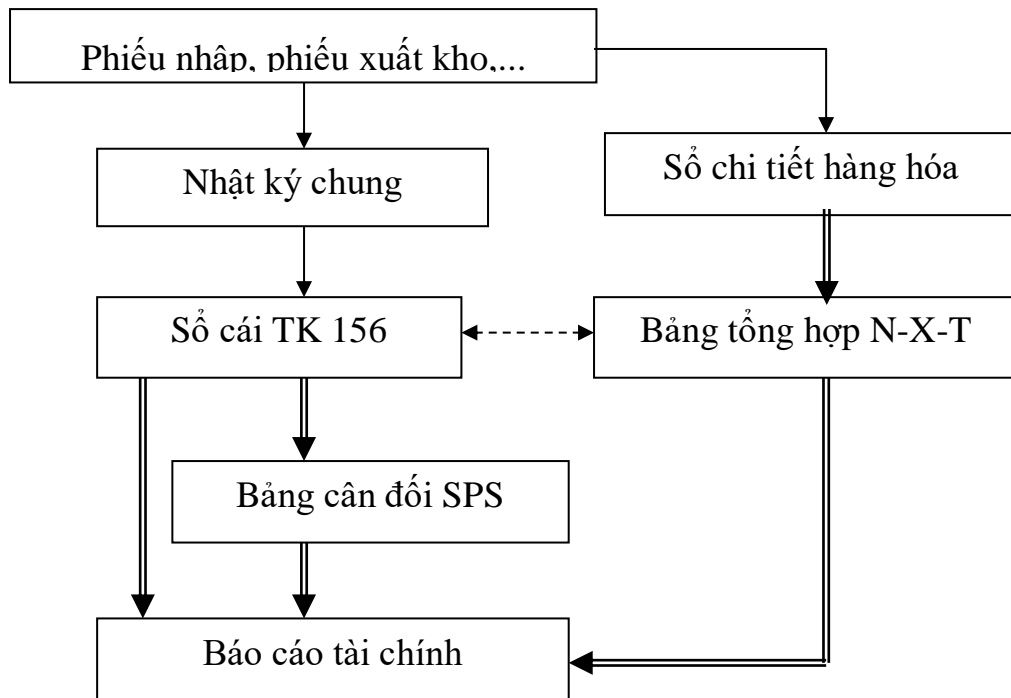 Phiếu nhâp, phiếu xuất kho,...
Nhật ký chung
Sổ chi tiết hàng hóa
Sổ cái TK 156
Bảng tổng hợp N-X-T
Bảng cân đối SPS
Báo cáo tài chính